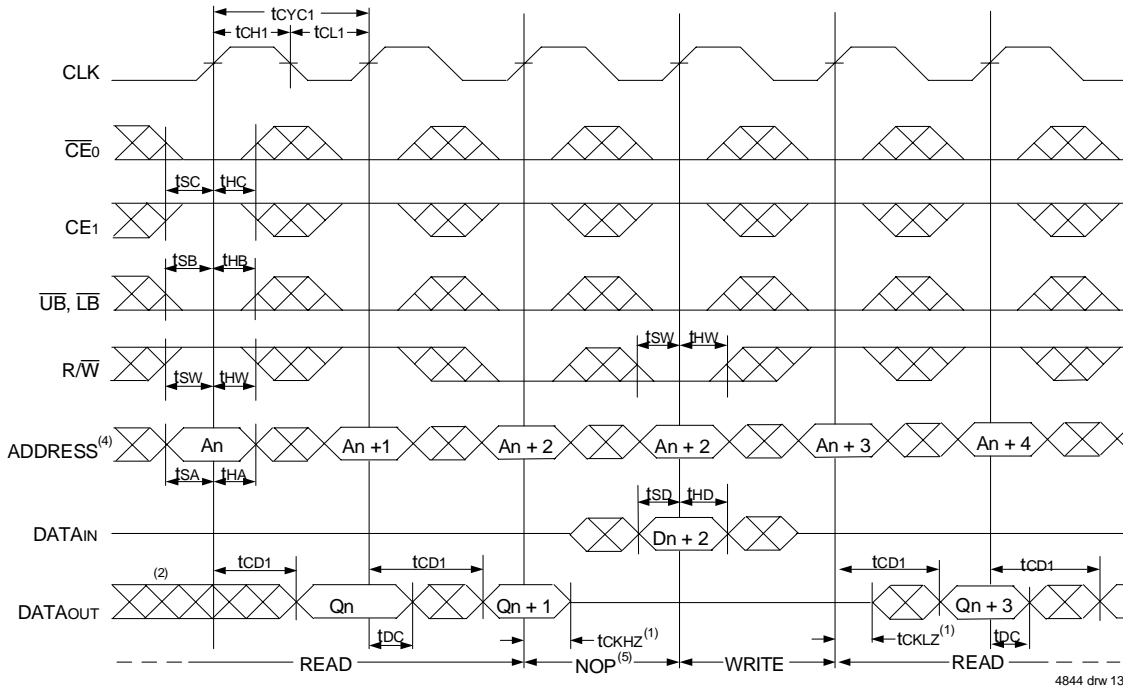 tCYC1
tCH1 tCL1
CLK
CE0
tSC tHC
CE1
tSB tHB
UB, LB
tSW tHW
R/W
tSW tHW
ADDRESS(4) An An +1 An + 2 An + 2 An + 3 An + 4
tSA tHA
tSD tHD
DATAIN Dn + 2
tCD1 tCD1 tCD1 tCD1
(2)
DATAOUT Qn Qn + 1 Qn + 3
tDC tCKHZ(1) tCKLZ(1) tDC
READ NOP(5) WRITE READ
4844 drw 13